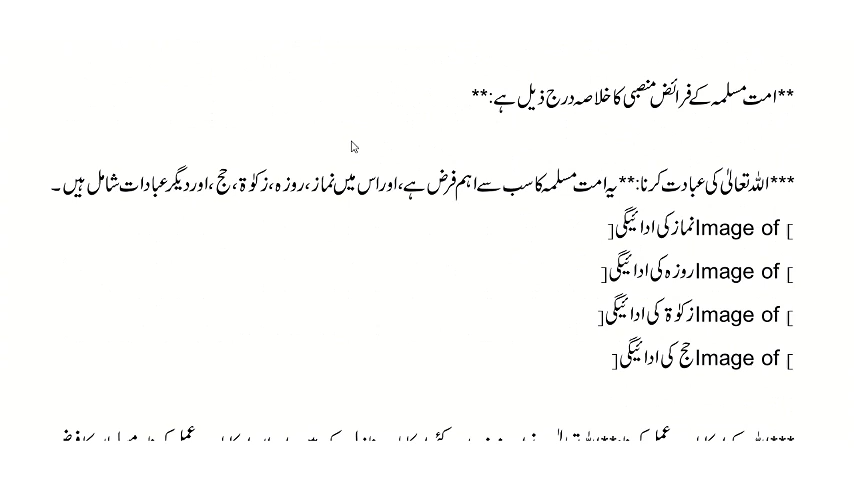 **امت مسلمہ کے فرائض منصبی کا خلاصہ درج ذیل ہے:**
***اللہ تعالیٰ کی عبادت کرنا:** یہ امت مسلمہ کا سب سے اہم فرض ہے، اور اس میں نماز، روزہ، زکوٰۃ، حج، اور دیگر عبادات شامل ہیں۔
[Image of نماز کی ادائیگی]
[Image of روزہ کی ادائیگی]
[Image of زکوٰۃ کی ادائیگی]
[Image of حج کی ادائیگی]